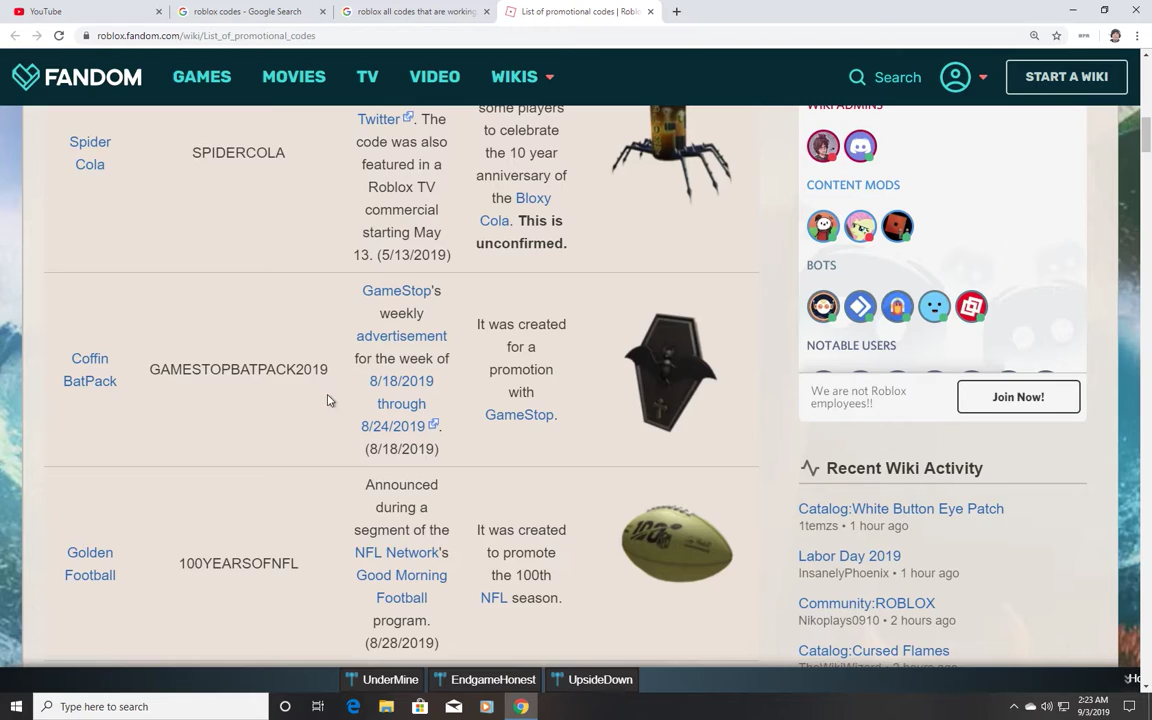 YouTube
roblox codes - Google Search
roblox all codes that are working
List of promotional codes | Roblo
roblox.fandom.com/wiki/List_of_promotional_codes
FANDOM
GAMES
MOVIES
TV
VIDEO
WIKIS
Search
START A WIKI
Spider
Cola
SPIDERCOLA
Twitter. The
code was also
featured in a
Roblox TV
commercial
starting May
13. (5/13/2019)
some players
to celebrate
the 10 year
anniversary of
the Bloxy
Cola. This is
unconfirmed.
Coffin
BatPack
GAMESTOPBATPACK2019
GameStop's
weekly
advertisement
for the week of
8/18/2019
through
8/24/2019.
(8/18/2019)
It was created
for a
promotion
with
GameStop.
Golden
Football
100YEARSOFNFL
Announced
during a
segment of the
NFL Network's
Good Morning
Football
program.
(8/28/2019)
It was created
to promote
the 100th
NFL season.
WIKI ADMINS
CONTENT MODS
BOTS
NOTABLE USERS
We are not Roblox
employees!!
Join Now!
Recent Wiki Activity
Catalog:White Button Eye Patch
1temzs • 1 hour ago
Labor Day 2019
InsanelyPhoenix • 1 hour ago
Community:ROBLOX
Nikoplays0910 • 2 hours ago
Catalog:Cursed Flames
TheWikiWizard • 2 hours ago
UnderMine
EndgameHonest
UpsideDown
Type here to search
2:23 AM
9/3/2019